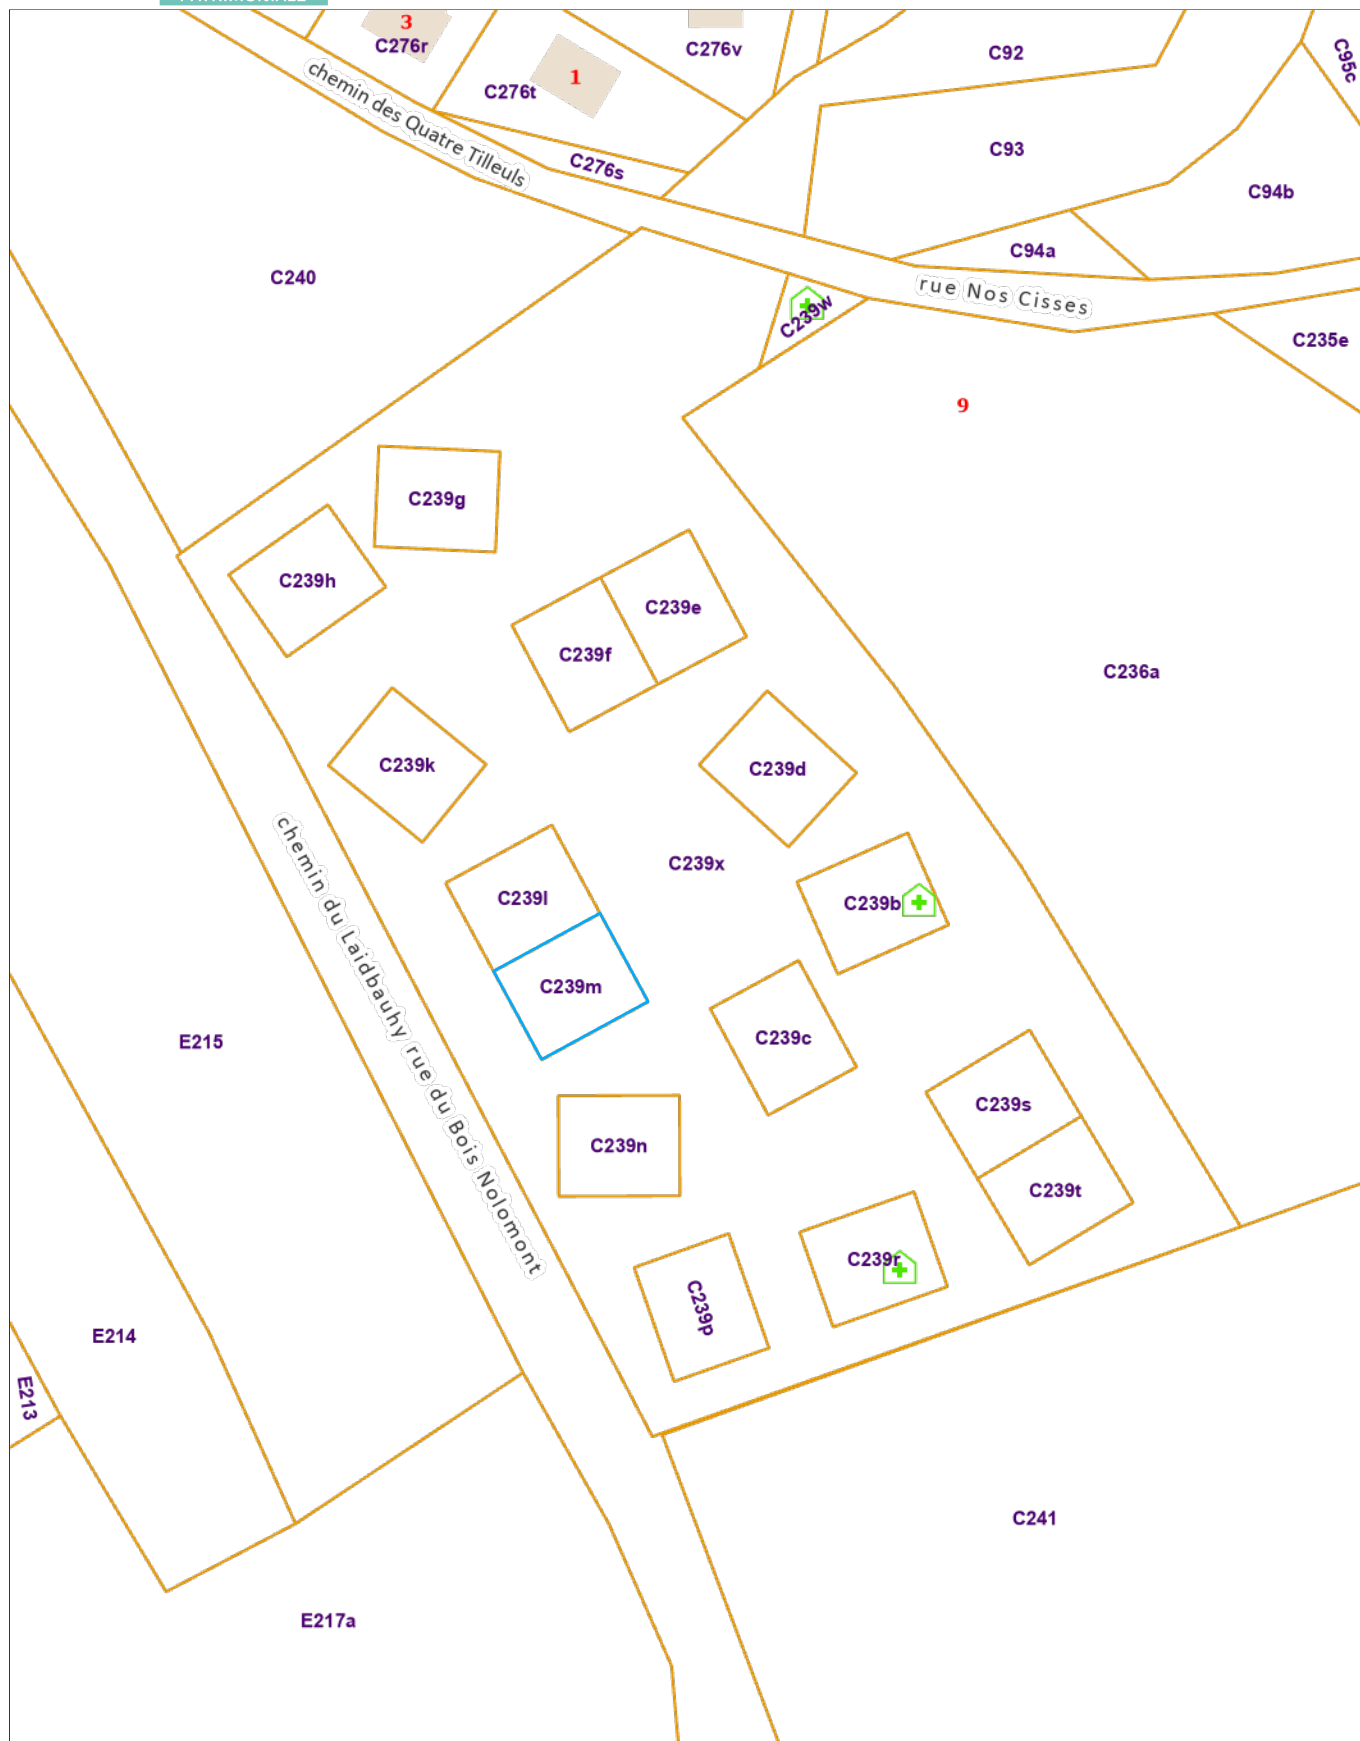 3
C276r
C276v
C92
C95c
1
C276t
chemin des Quatre Tilleuls
C276s
C93
C94b
C94a
C240
rue Nos Cisses
C239w
C235e
9
C239g
C239h
C239e
C239f
C236a
C239k
C239d
C239x
C239l
C239b
C239m
chemin du Laidbauhy rue du Bois Nolomont
C239c
E215
C239s
C239n
C239t
C239r
C239p
E214
E213
C241
E217a